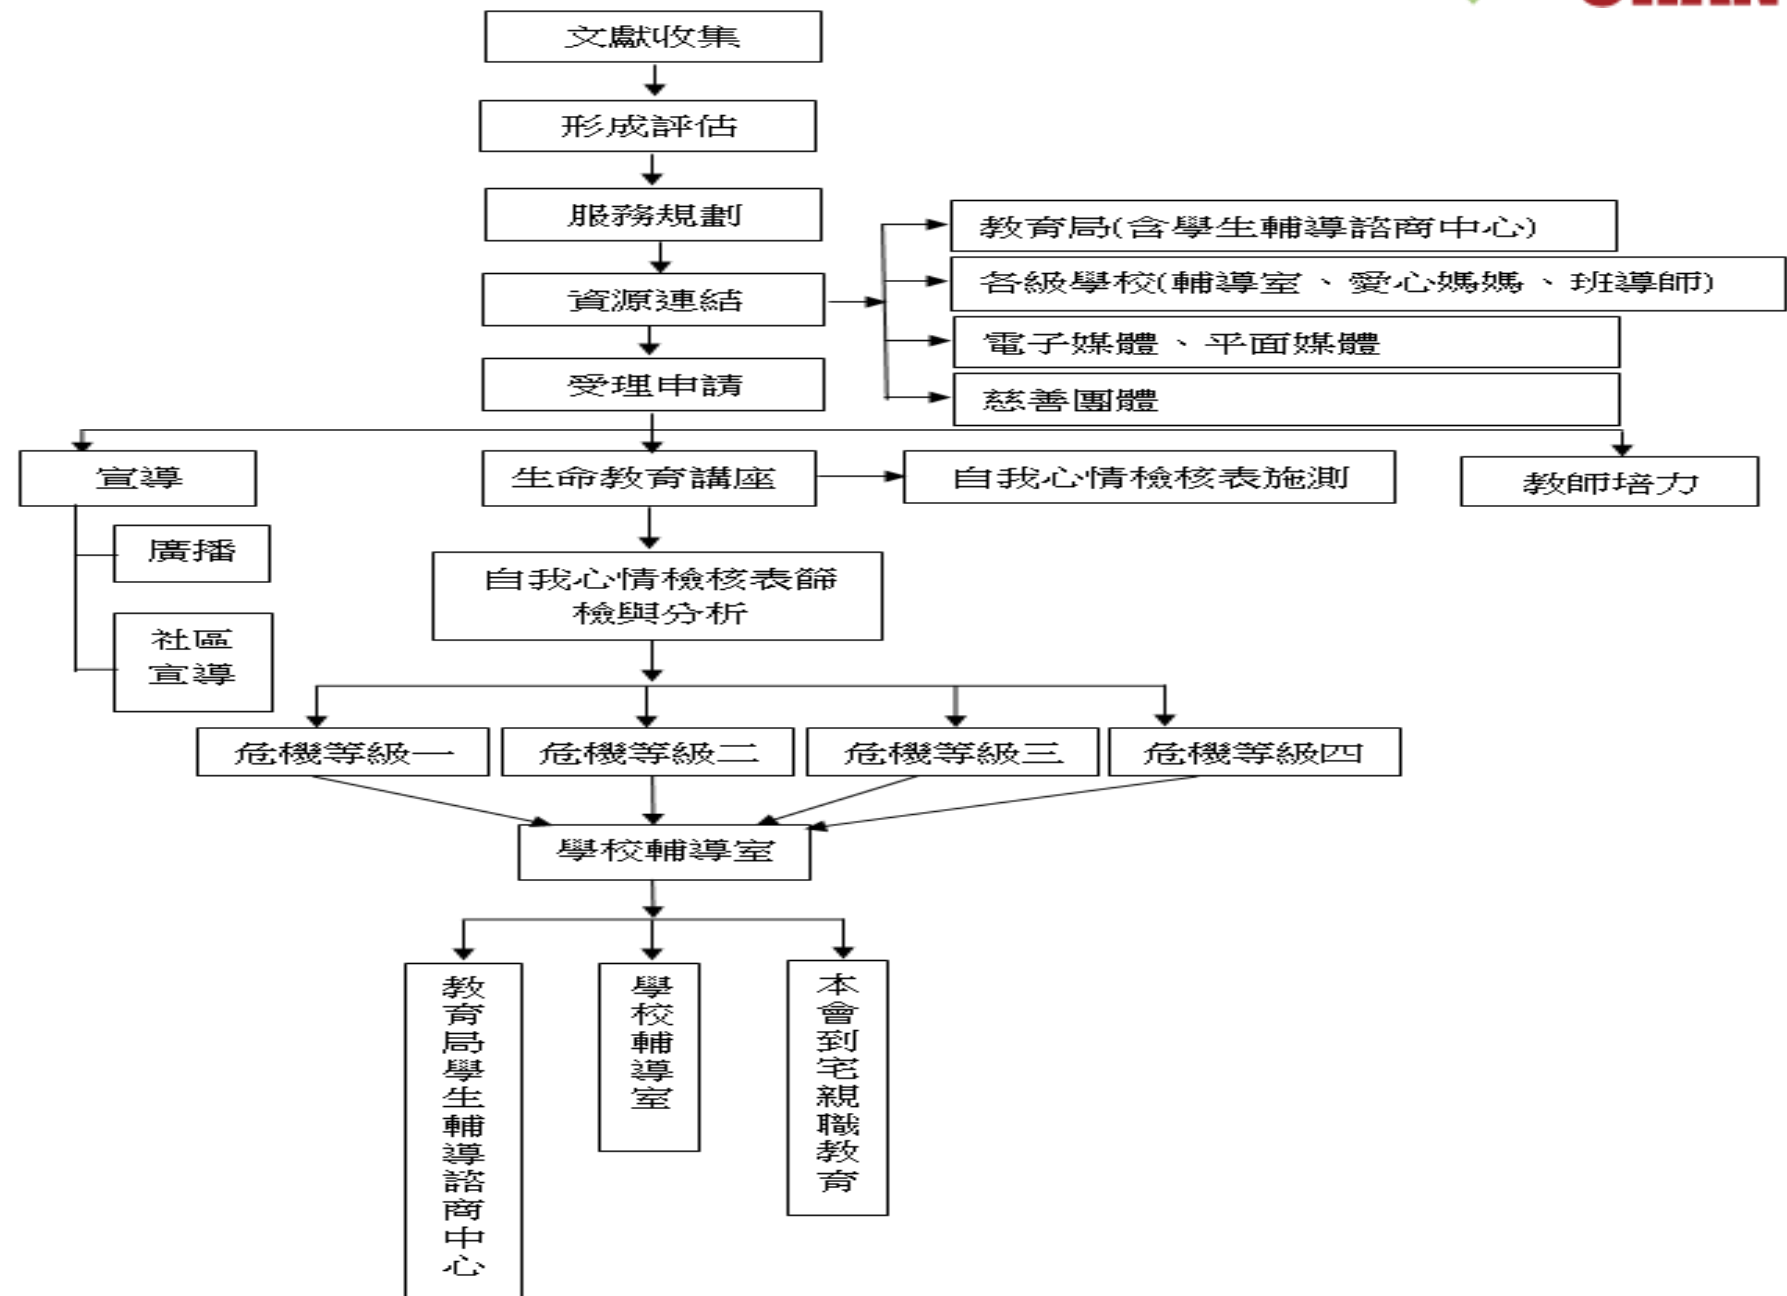 文獻收集
形成評估
服務規劃
資源連結
教育局(含學生輔導諮商中心)
各級學校(輔導室、愛心媽媽、班導師)
電子媒體、平面媒體
慈善團體
受理申請
宣導
生命教育講座
自我心情檢核表施測
教師培力
廣播
社區
宣導
自我心情檢核表篩
檢與分析
危機等級一
危機等級二
危機等級三
危機等級四
學校輔導室
教育局學生輔導諮商中心
學校輔導室
本會到宅親職教育